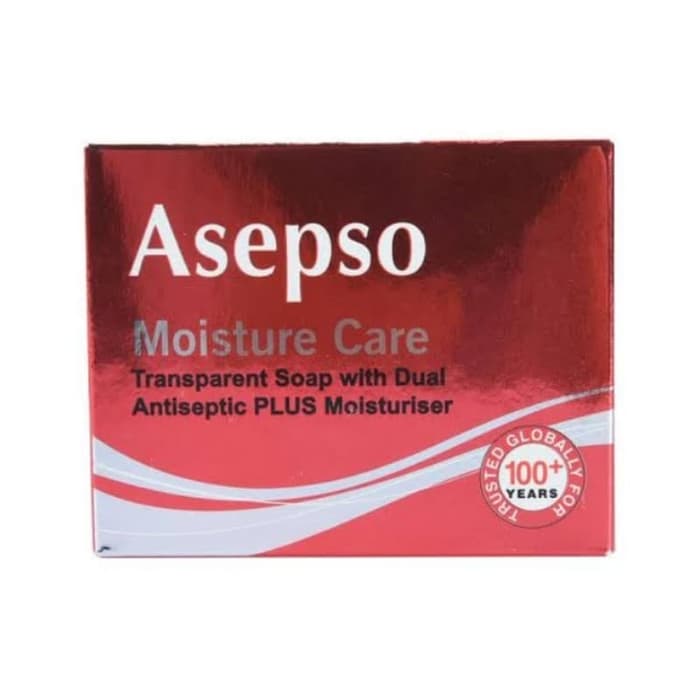 Asepso
Moisture Care
Transparent Soap with Dual
Antiseptic PLUS Moisturiser
TRUSTED GLOBALLY FOR
100+
YEARS